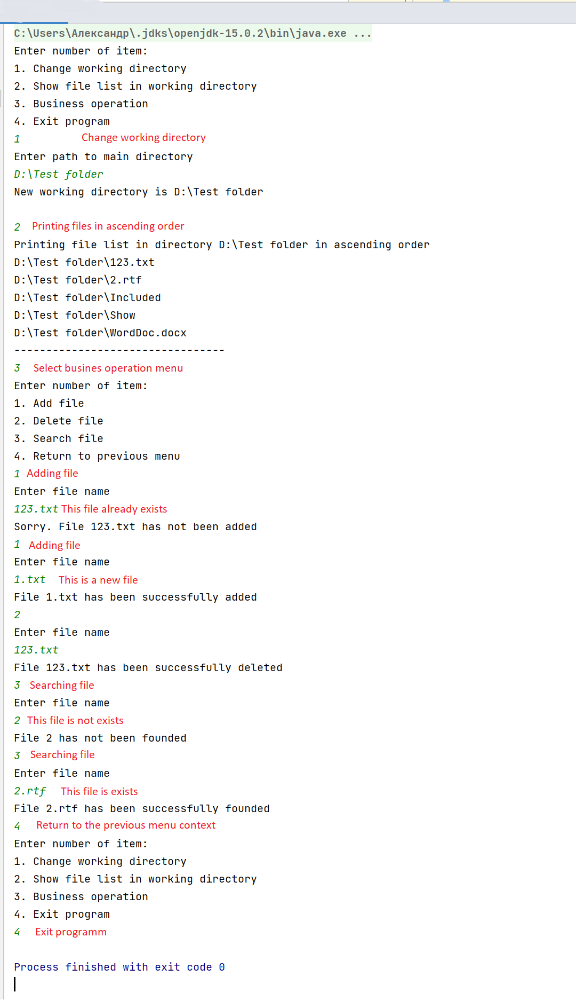 C:\Users\Александр\.jdks\openjdk-15.0.2\bin\java.exe ...
Enter number of item:
1. Change working directory
2. Show file list in working directory
3. Business operation
4. Exit program
1 Change working directory
Enter path to main directory
D:\Test folder
New working directory is D:\Test folder
2 Printing files in ascending order
Printing file list in directory D:\Test folder in ascending order
D:\Test folder\123.txt
D:\Test folder\2.rtf
D:\Test folder\Included
D:\Test folder\Show
D:\Test folder\WordDoc.docx
---------------------------------
3 Select busines operation menu
Enter number of item:
1. Add file
2. Delete file
3. Search file
4. Return to previous menu
1 Adding file
Enter file name
123.txt This file already exists
Sorry. File 123.txt has not been added
1 Adding file
Enter file name
1.txt This is a new file
File 1.txt has been successfully added
2
Enter file name
123.txt
File 123.txt has been successfully deleted
3 Searching file
Enter file name
2 This file is not exists
File 2 has not been founded
3 Searching file
Enter file name
2.rtf This file is exists
File 2.rtf has been successfully founded
4 Return to the previous menu context
Enter number of item:
1. Change working directory
2. Show file list in working directory
3. Business operation
4. Exit program
4 Exit programm
Process finished with exit code 0